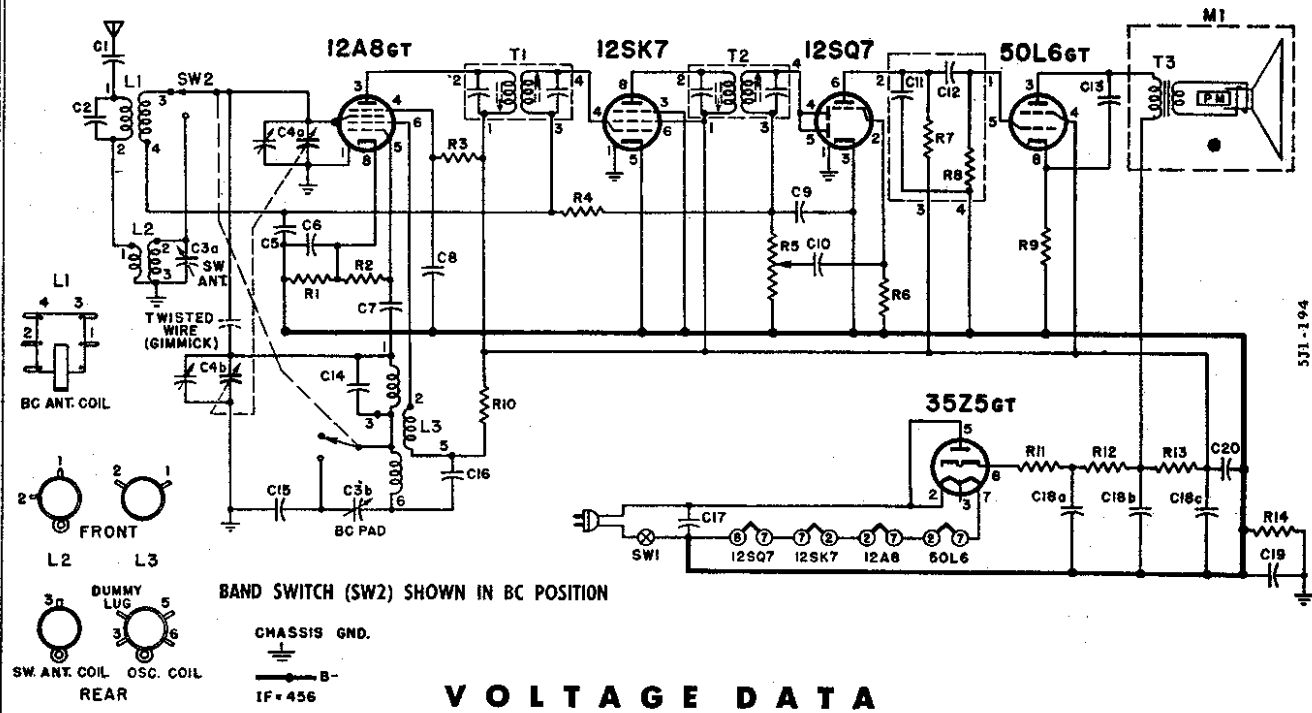 M1
12A8GT
T1
12SK7
T2
12SQ7
50L6GT
C1
L1
SW2
C2
C4a
R3
C11
C12
C13
T3
PM
R7
R8
R4
C9
L2
C3a
SW
ANT.
C5
C6
C8
R5
C10
R9
R1
R2
R6
C7
L1
TWISTED
WIRE
(GIMMICK)
C4b
C14
BC ANT. COIL
R10
L3
35Z5GT
5J1-194
C16
R11
R12
R13
C20
C18a
C18b
C18c
C15
C3b
BC PAD
C17
R14
FRONT
SW1
12SQ7
12SK7
12A8
50L6
C19
L2
L3
DUMMY
LUG
BAND SWITCH (SW2) SHOWN IN BC POSITION
CHASSIS GND.
SW. ANT. COIL
OSC. COIL
REAR
B-
IF = 456
VOLTAGE DATA